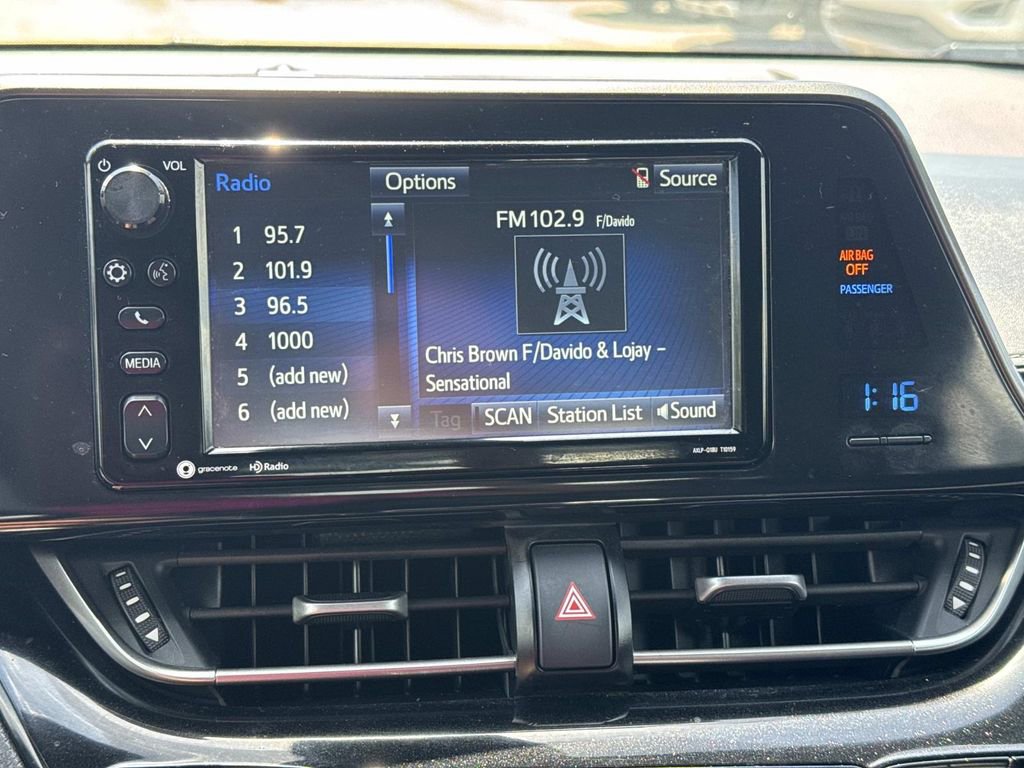 VOL
Radio
Options
Source
FM 102.9 F/Davido
1 95.7
2 101.9
3 96.5
4 1000
5 (add new)
6 (add new)
Chris Brown F/Davido & Lojay –
Sensational
Tag
SCAN
Station List
Sound
MEDIA
gracenote
HD Radio
AIR BAG
OFF
PASSENGER
1:16